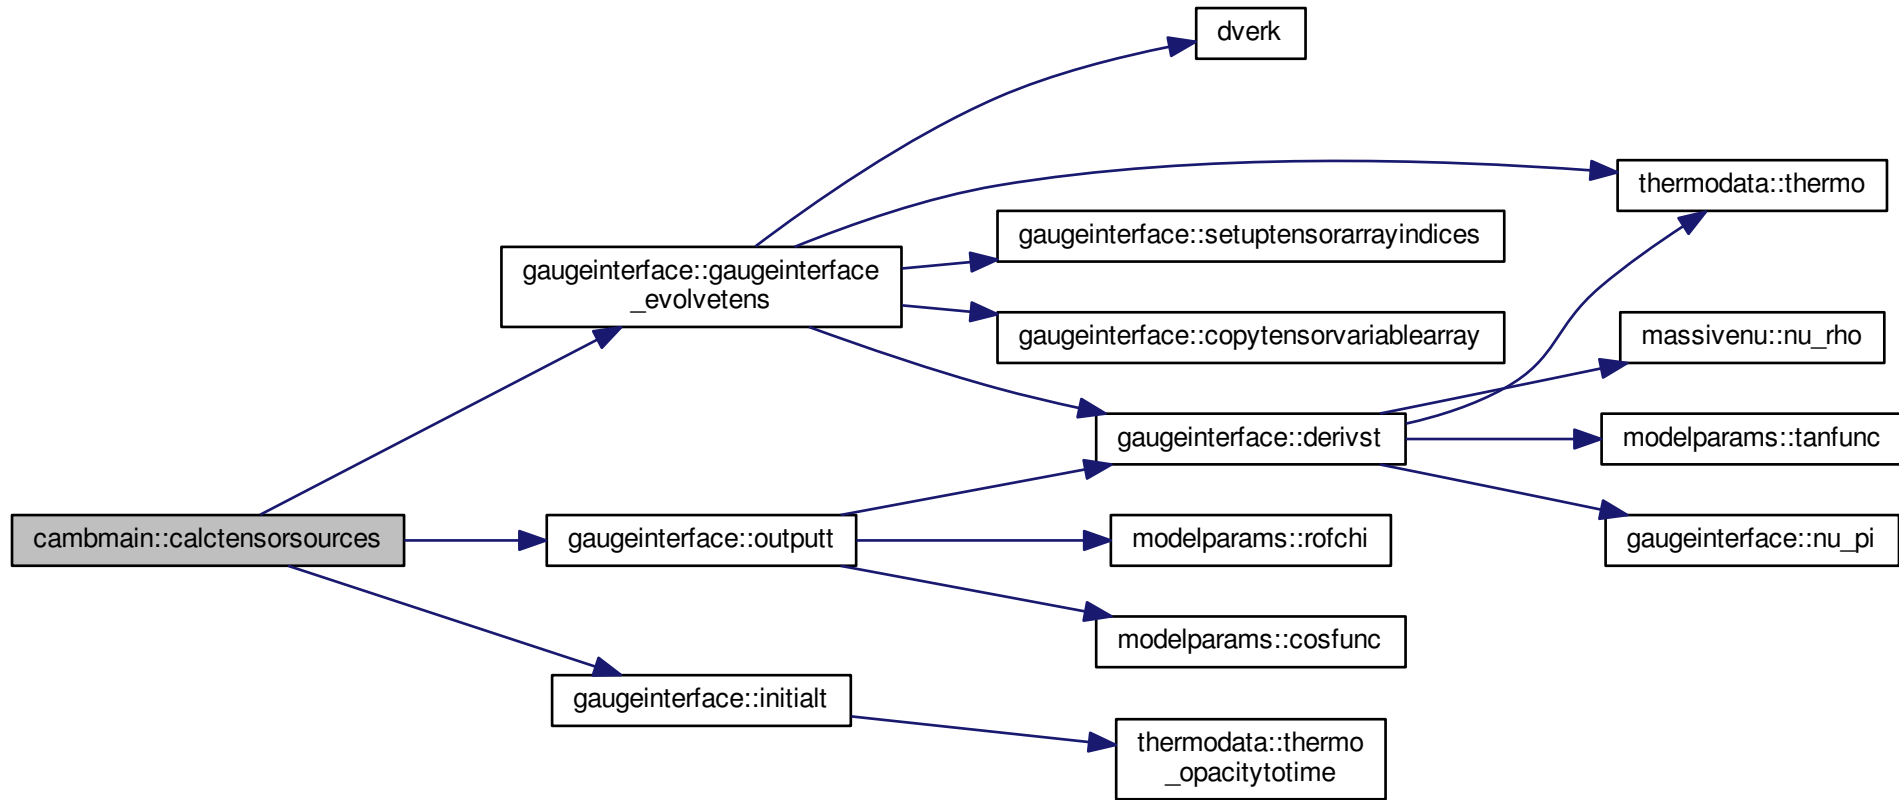 dverk
thermodata::thermo
gaugeinterface::setuptensorarrayindices
gaugeinterface::gaugeinterface
_evolvetens
gaugeinterface::copytensorvariablearray
massivenu::nu_rho
gaugeinterface::derivst
modelparams::tanfunc
cambmain::calctensorsources
gaugeinterface::outputt
modelparams::rofchi
gaugeinterface::nu_pi
modelparams::cosfunc
gaugeinterface::initialt
thermodata::thermo
_opacitytotime